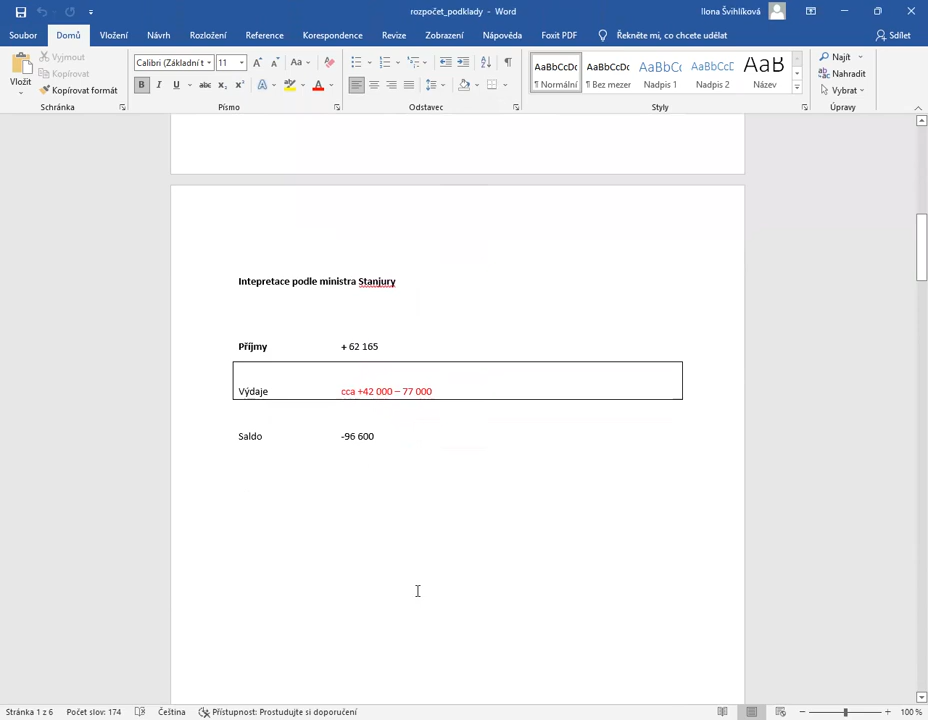 rozpočet_podklady - Word
Ilona Švihlíková
Soubor Domů Vložení Návrh Rozložení Reference Korespondence Revize Zobrazení Nápověda Foxit PDF Řekněte mi, co chcete udělat Sdílet
Vložit
Vyjmout
Kopírovat
Kopírovat formát
Schránka
Calibri (Základní t 11
Písmo
Odstavec
AaBbCcDc AaBbCcDc AaBbCcD AaBbCcD AaB
¶ Normální ¶ Bez mezer Nadpis 1 Nadpis 2 Název
Styly
Najít
Nahradit
Vybrat
Úpravy
Intepretace podle ministra Stanjury
Příjmy + 62 165
Výdaje cca +42 000 – 77 000
Saldo -96 600
Stránka 1 z 6 Počet slov: 174 Čeština Přístupnost: Prostudujte si doporučení 100 %